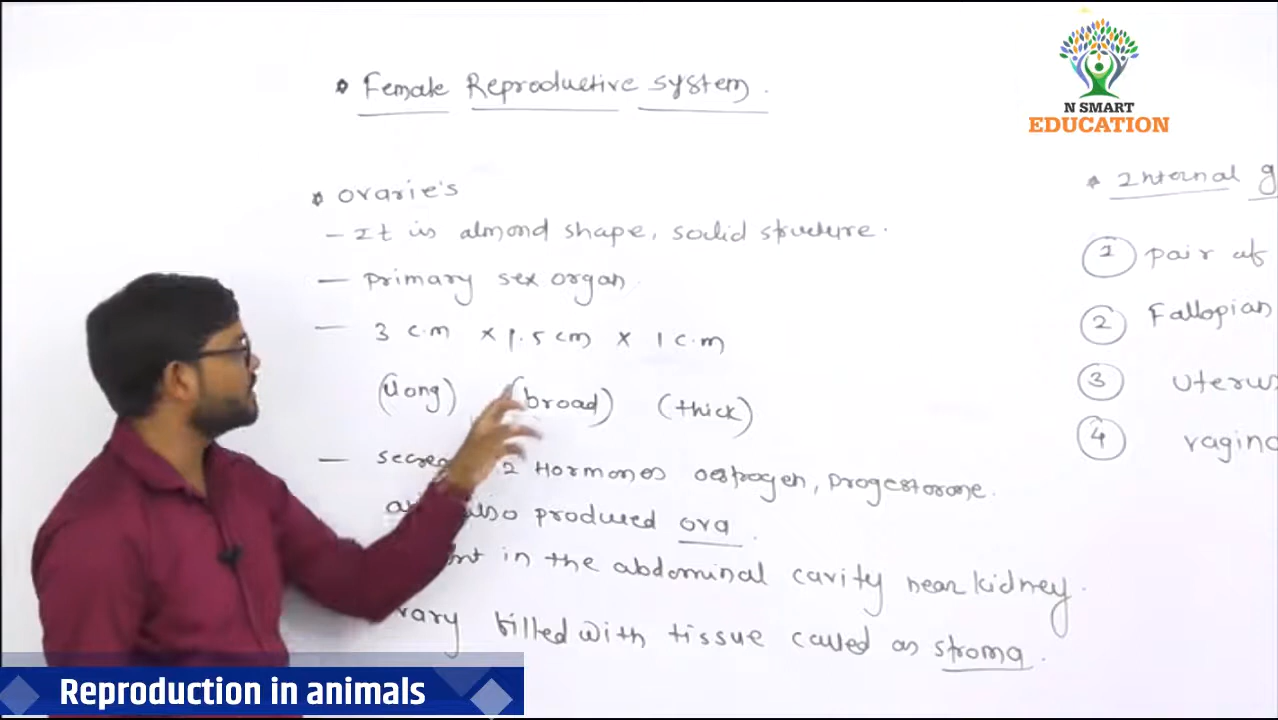 Female Reproductive system.
N SMART
EDUCATION
ovarie's
- It is almond shape, solid structure.
- primary sex organ.
- 3 c.m x 1.5 cm x 1 c.m
(long) (broad) (thick)
- 2 Hormones oestrogen, progesterone.
also produced ova.
in the abdominal cavity near kidney.
filled with tissue called as stroma.
Internal
1 pair of
2 Fallopian
3 uterus
4
Reproduction in animals